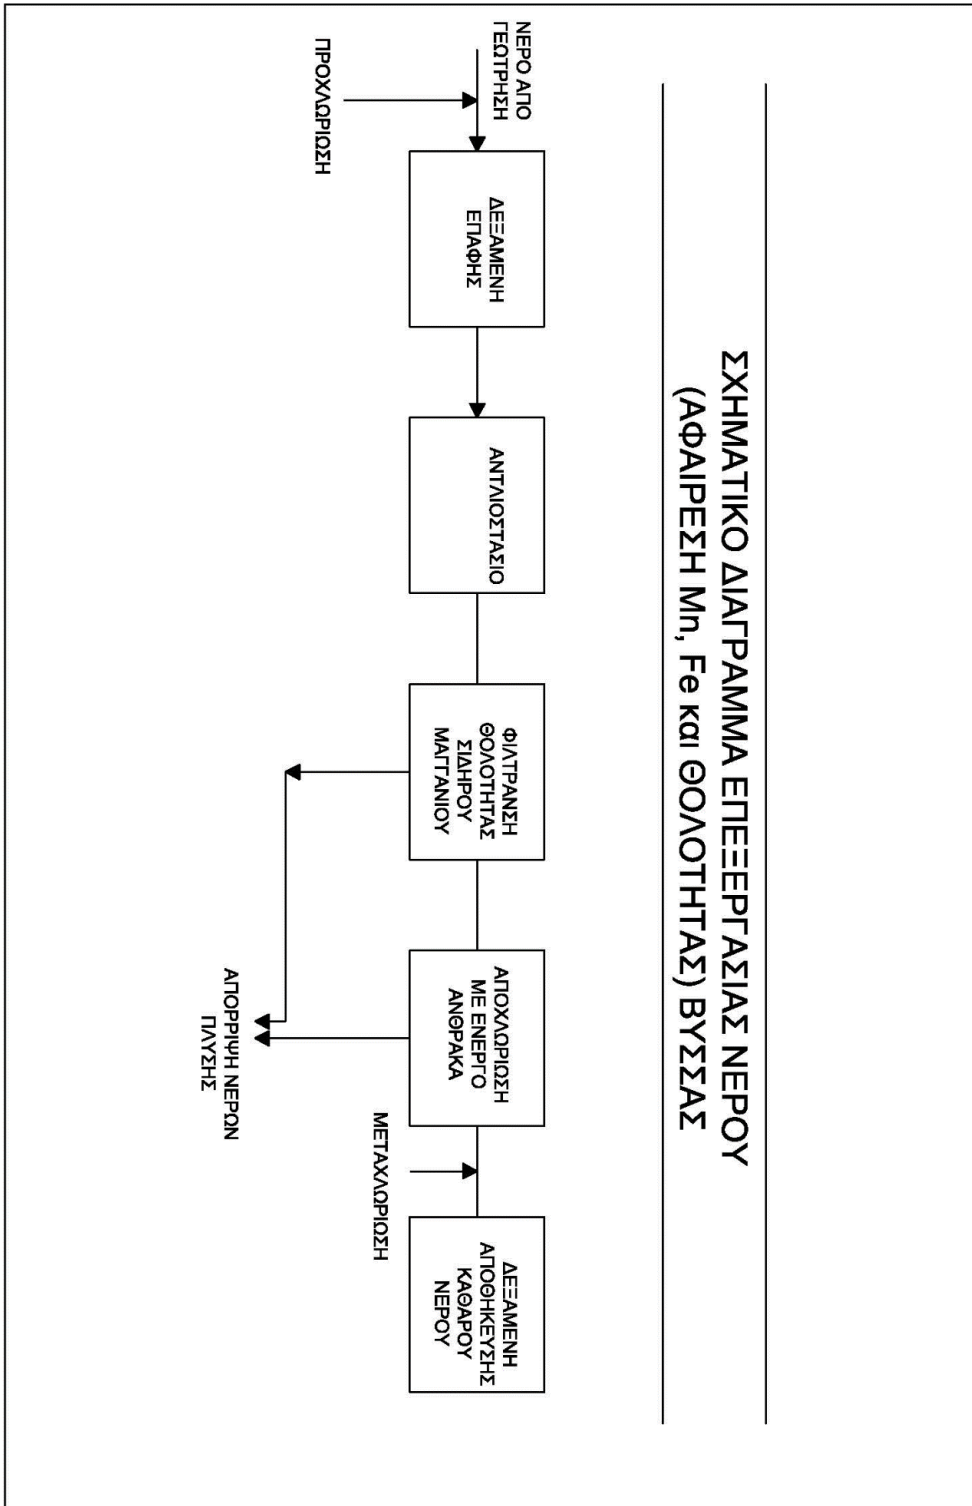 ΣΧΗΜΑΤΙΚΟ ΔΙΑΓΡΑΜΜΑ ΕΠΕΞΕΡΓΑΣΙΑΣ ΝΕΡΟΥ
(ΑΦΑΙΡΕΣΗ Mn, Fe και ΘΟΛΟΤΗΤΑΣ) ΒΥΣΣΑΣ
ΝΕΡΟ ΑΠΟ
ΓΕΩΤΡΗΣΗ
ΠΡΟΧΛΩΡΙΩΣΗ
ΔΕΞΑΜΕΝΗ
ΕΠΑΦΗΣ
ΑΝΤΛΙΟΣΤΑΣΙΟ
ΦΙΛΤΡΑΝΣΗ
ΘΟΛΟΤΗΤΑΣ
ΣΙΔΗΡΟΥ
ΜΑΓΓΑΝΙΟΥ
ΑΠΟΧΛΩΡΙΩΣΗ
ΜΕ ΕΝΕΡΓΟ
ΑΝΘΡΑΚΑ
ΑΠΟΡΡΙΨΗ ΝΕΡΩΝ
ΠΛΥΣΗΣ
ΜΕΤΑΧΛΩΡΙΩΣΗ
ΔΕΞΑΜΕΝΗ
ΑΠΟΘΗΚΕΥΣΗΣ
ΚΑΘΑΡΟΥ
ΝΕΡΟΥ